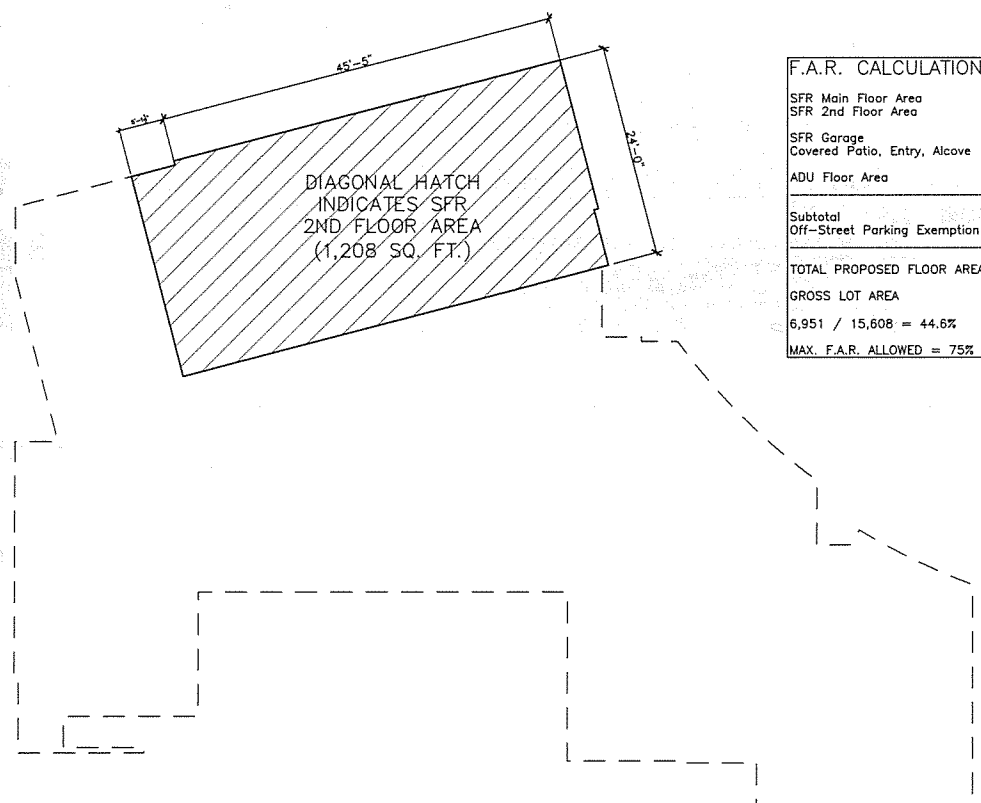 45'-5"
24'-0"
DIAGONAL HATCH
INDICATES SFR
2ND FLOOR AREA
(1,208 SQ. FT.)
F.A.R. CALCULATION
SFR Main Floor Area
SFR 2nd Floor Area
SFR Garage
Covered Patio, Entry, Alcove
ADU Floor Area
Subtotal
Off-Street Parking Exemption
TOTAL PROPOSED FLOOR AREA
GROSS LOT AREA
6,951 / 15,608 = 44.6%
MAX. F.A.R. ALLOWED = 75%